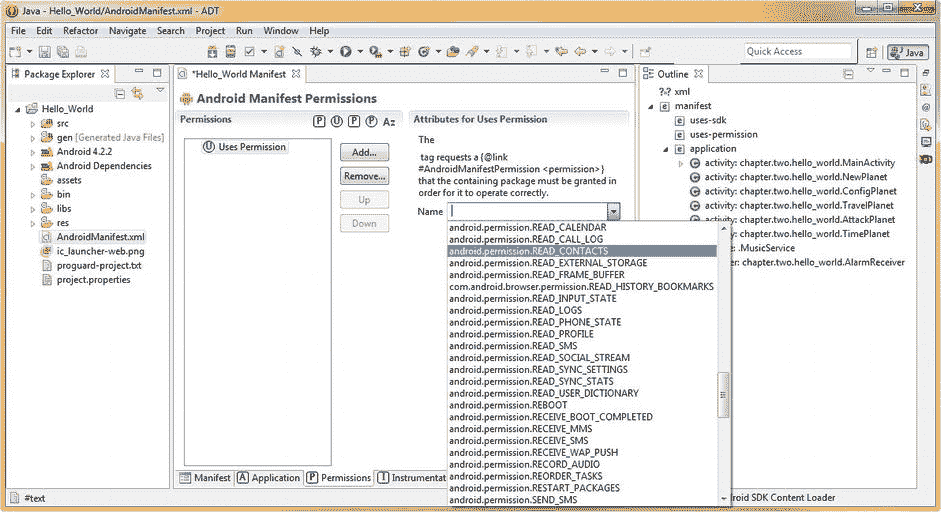 Java - Hello_World/AndroidManifest.xml - ADT
File Edit Refactor Navigate Search Project Run Window Help
Quick Access
Java
Package Explorer
Hello_World
src
gen [Generated Java Files]
Android 4.2.2
Android Dependencies
assets
bin
libs
res
AndroidManifest.xml
ic_launcher-web.png
proguard-project.txt
project.properties
*Hello_World Manifest
Android Manifest Permissions
Permissions
P U P P Az
U Uses Permission
Add...
Remove...
Up
Down
Attributes for Uses Permission
The
tag requests a {@link
#AndroidManifestPermission <permission>}
that the containing package must be granted in
order for it to operate correctly.
Name
android.permission.READ_CALENDAR
android.permission.READ_CALL_LOG
android.permission.READ_CONTACTS
android.permission.READ_EXTERNAL_STORAGE
android.permission.READ_FRAME_BUFFER
com.android.browser.permission.READ_HISTORY_BOOKMARKS
android.permission.READ_INPUT_STATE
android.permission.READ_LOGS
android.permission.READ_PHONE_STATE
android.permission.READ_PROFILE
android.permission.READ_SMS
android.permission.READ_SOCIAL_STREAM
android.permission.READ_SYNC_SETTINGS
android.permission.READ_SYNC_STATS
android.permission.READ_USER_DICTIONARY
android.permission.REBOOT
android.permission.RECEIVE_BOOT_COMPLETED
android.permission.RECEIVE_MMS
android.permission.RECEIVE_SMS
android.permission.RECEIVE_WAP_PUSH
android.permission.RECORD_AUDIO
android.permission.REORDER_TASKS
android.permission.RESTART_PACKAGES
android.permission.SEND_SMS
Manifest A Application P Permissions I Instrumentat
Outline
?-? xml
e manifest
e uses-sdk
e uses-permission
e application
activity: chapter.two.hello_world.MainActivity
activity: chapter.two.hello_world.NewPlanet
activity: chapter.two.hello_world.ConfigPlanet
activity: chapter.two.hello_world.TravelPlanet
activity: chapter.two.hello_world.AttackPlanet
activity: chapter.two.hello_world.TimePlanet
: .MusicService
er: chapter.two.hello_world.AlarmReceiver
#text
droid SDK Content Loader